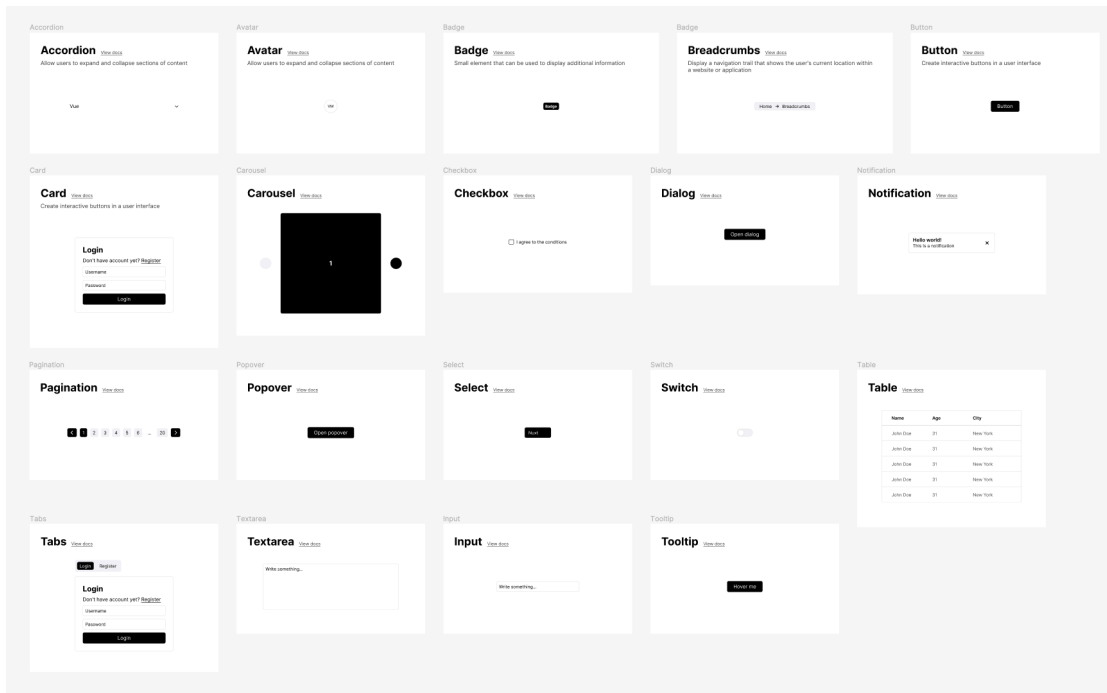 Accordion
Accordion View docs
Allow users to expand and collapse sections of content
Vue
Avatar
Avatar View docs
Allow users to expand and collapse sections of content
VM
Badge
Badge View docs
Small element that can be used to display additional information
Badge
Badge
Breadcrumbs View docs
Display a navigation trail that shows the user's current location within
a website or application
Home → Breadcrumbs
Button
Button View docs
Create interactive buttons in a user interface
Button
Card
Card View docs
Create interactive buttons in a user interface
Login
Don't have account yet? Register
Username
Password
Login
Carousel
Carousel View docs
1
Checkbox
Checkbox View docs
I agree to the conditions
Dialog
Dialog View docs
Open dialog
Notification
Notification View docs
Hello world!
This is a notification
Pagination
Pagination View docs
1 2 3 4 5 6 ... 20
Popover
Popover View docs
Open popover
Select
Select View docs
Nuxt
Switch
Switch View docs
Table
Table View docs
Name Age City
John Doe 31 New York
John Doe 31 New York
John Doe 31 New York
John Doe 31 New York
John Doe 31 New York
Tabs
Tabs View docs
Login Register
Login
Don't have account yet? Register
Username
Password
Login
Textarea
Textarea View docs
Write something...
Input
Input View docs
Write something...
Tooltip
Tooltip View docs
Hover me